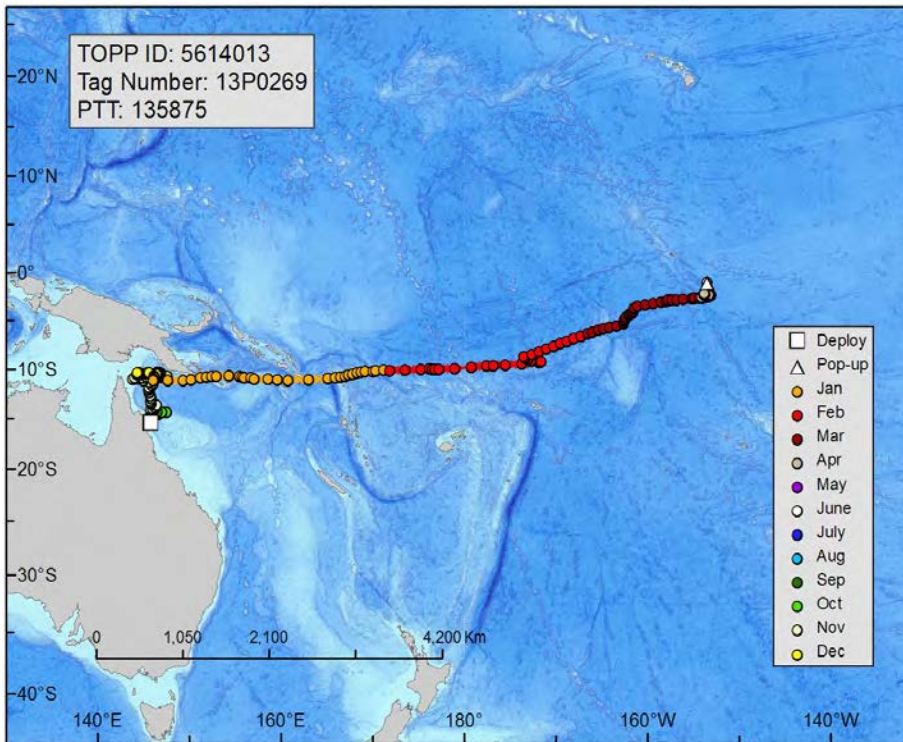 TOPP ID: 5614013
Tag Number: 13P0269
PTT: 135875
20°N
10°N
0°
10°S
20°S
30°S
40°S
Deploy
Pop-up
Jan
Feb
Mar
Apr
May
June
July
Aug
Sep
Oct
Nov
Dec
0 1,050 2,100 4,200 Km
140°E 160°E 180° 160°W 140°W